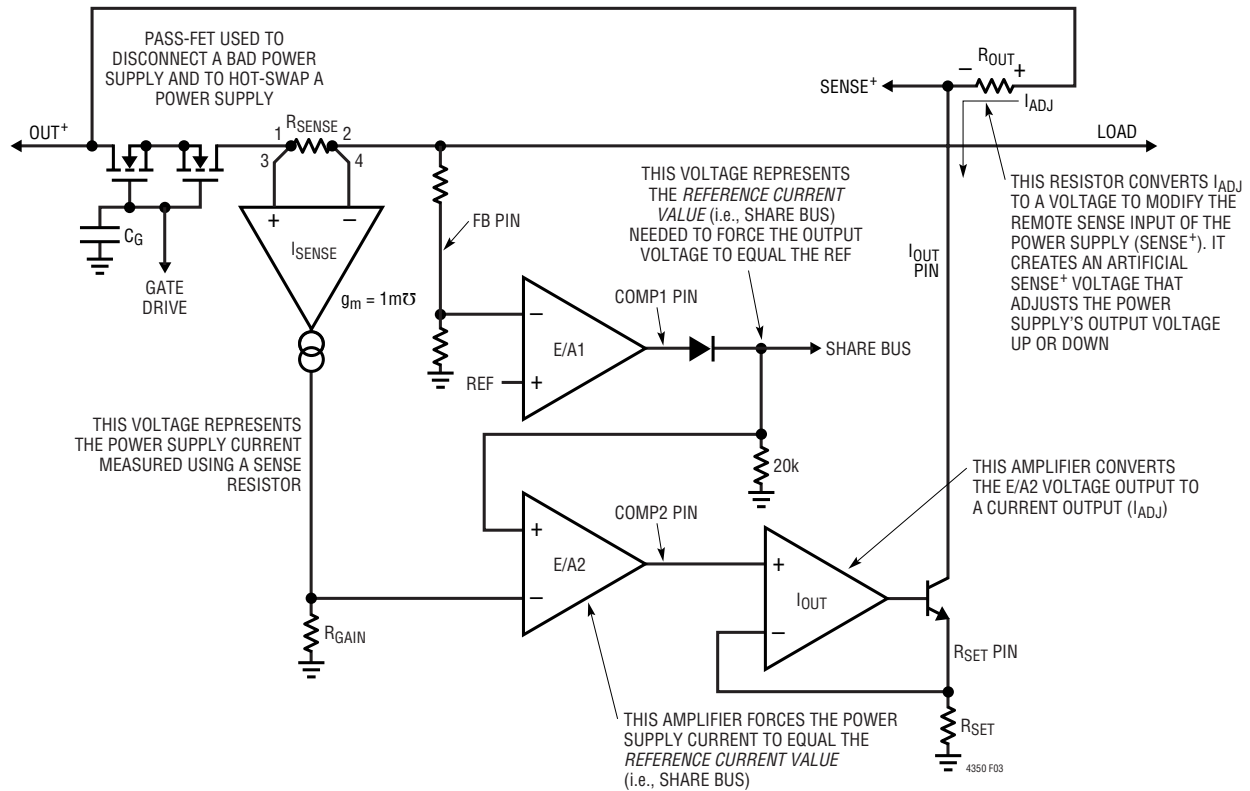 PASS-FET USED TO
DISCONNECT A BAD POWER
SUPPLY AND TO HOT-SWAP A
POWER SUPPLY
OUT+
1 RSENSE 2
3 4
+ −
ISENSE
gm = 1m℧
CG
GATE
DRIVE
FB PIN
THIS VOLTAGE REPRESENTS
THE REFERENCE CURRENT
VALUE (i.e., SHARE BUS)
NEEDED TO FORCE THE OUTPUT
VOLTAGE TO EQUAL THE REF
SENSE+
− ROUT +
IADJ
LOAD
IOUT
PIN
THIS RESISTOR CONVERTS IADJ
TO A VOLTAGE TO MODIFY THE
REMOTE SENSE INPUT OF THE
POWER SUPPLY (SENSE+). IT
CREATES AN ARTIFICIAL
SENSE+ VOLTAGE THAT
ADJUSTS THE POWER
SUPPLY'S OUTPUT VOLTAGE
UP OR DOWN
COMP1 PIN
−
E/A1
+
REF
SHARE BUS
THIS VOLTAGE REPRESENTS
THE POWER SUPPLY CURRENT
MEASURED USING A SENSE
RESISTOR
20k
COMP2 PIN
+
E/A2
−
THIS AMPLIFIER CONVERTS
THE E/A2 VOLTAGE OUTPUT TO
A CURRENT OUTPUT (IADJ)
+
IOUT
−
RGAIN
RSET PIN
RSET
THIS AMPLIFIER FORCES THE POWER
SUPPLY CURRENT TO EQUAL THE
REFERENCE CURRENT VALUE
(i.e., SHARE BUS)
4350 F03